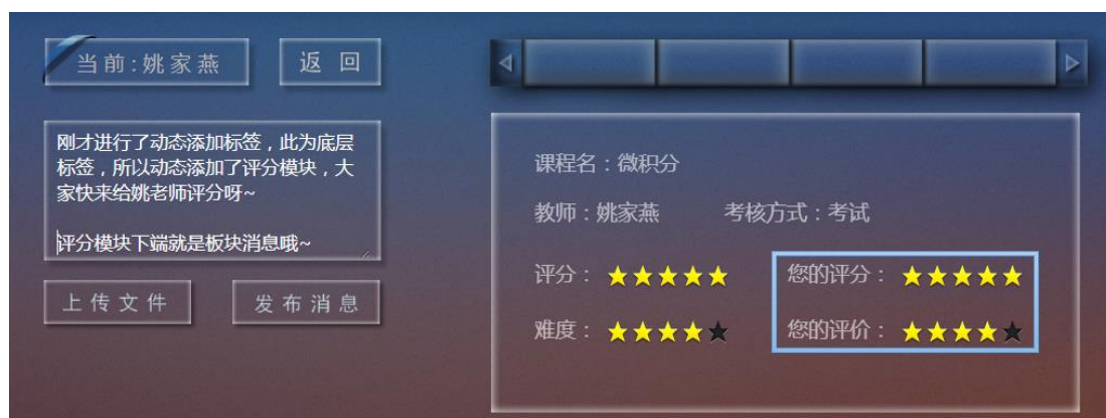 当前:姚家燕
返 回
刚才进行了动态添加标签，此为底层
标签，所以动态添加了评分模块，大
家快来给姚老师评分呀~
评分模块下端就是板块消息哦~
上传文件
发布消息
课程名：微积分
教师：姚家燕 考核方式：考试
评分： 您的评分：
难度： 您的评价：